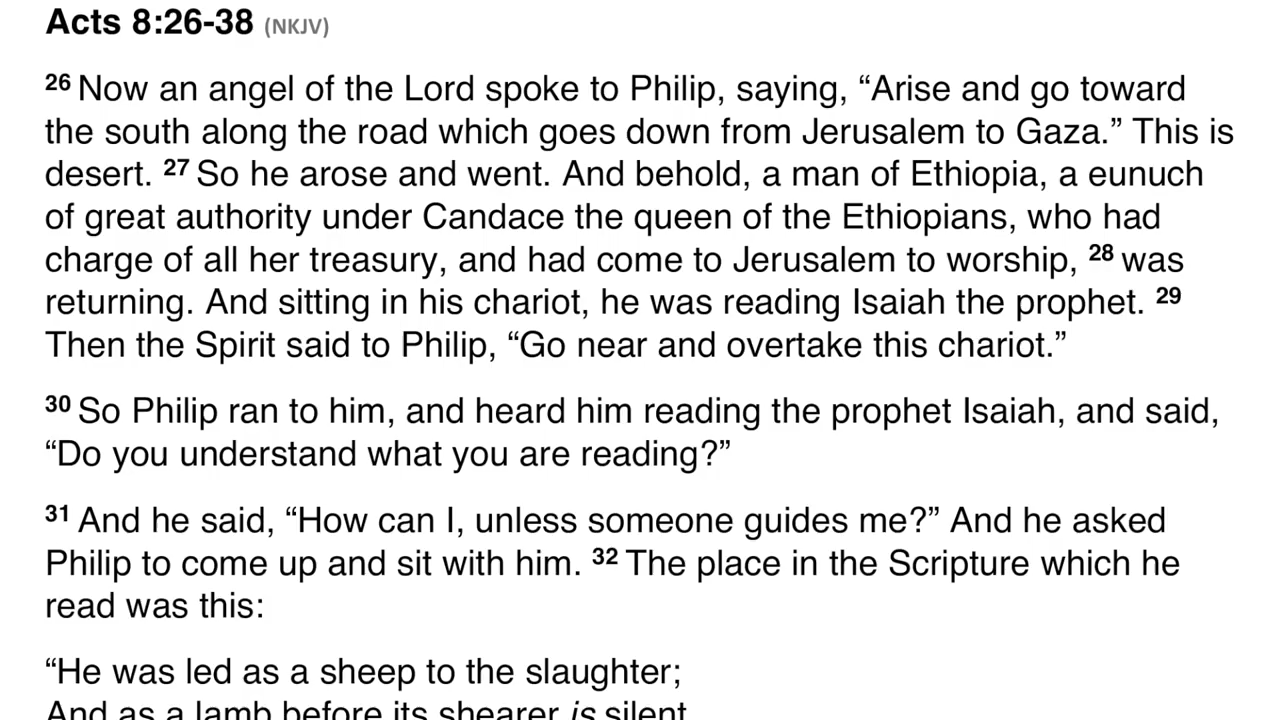 Acts 8:26-38 (NKJV)
26 Now an angel of the Lord spoke to Philip, saying, “Arise and go toward
the south along the road which goes down from Jerusalem to Gaza.” This is
desert. 27 So he arose and went. And behold, a man of Ethiopia, a eunuch
of great authority under Candace the queen of the Ethiopians, who had
charge of all her treasury, and had come to Jerusalem to worship, 28 was
returning. And sitting in his chariot, he was reading Isaiah the prophet. 29
Then the Spirit said to Philip, “Go near and overtake this chariot.”
30 So Philip ran to him, and heard him reading the prophet Isaiah, and said,
“Do you understand what you are reading?”
31 And he said, “How can I, unless someone guides me?” And he asked
Philip to come up and sit with him. 32 The place in the Scripture which he
read was this:
“He was led as a sheep to the slaughter;
And as a lamb before its shearer is silent